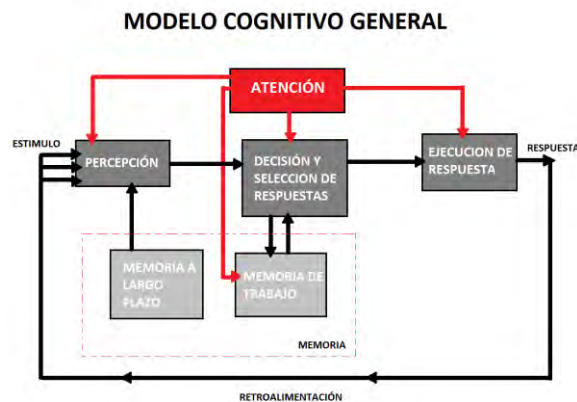 MODELO COGNITIVO GENERAL
ATENCIÓN
ESTIMULO
PERCEPCIÓN
DECISIÓN Y
SELECCION DE
RESPUESTAS
EJECUCION DE
RESPUESTA
RESPUESTA
MEMORIA A
LARGO
PLAZO
MEMORIA DE
TRABAJO
MEMORIA
RETROALIMENTACIÓN